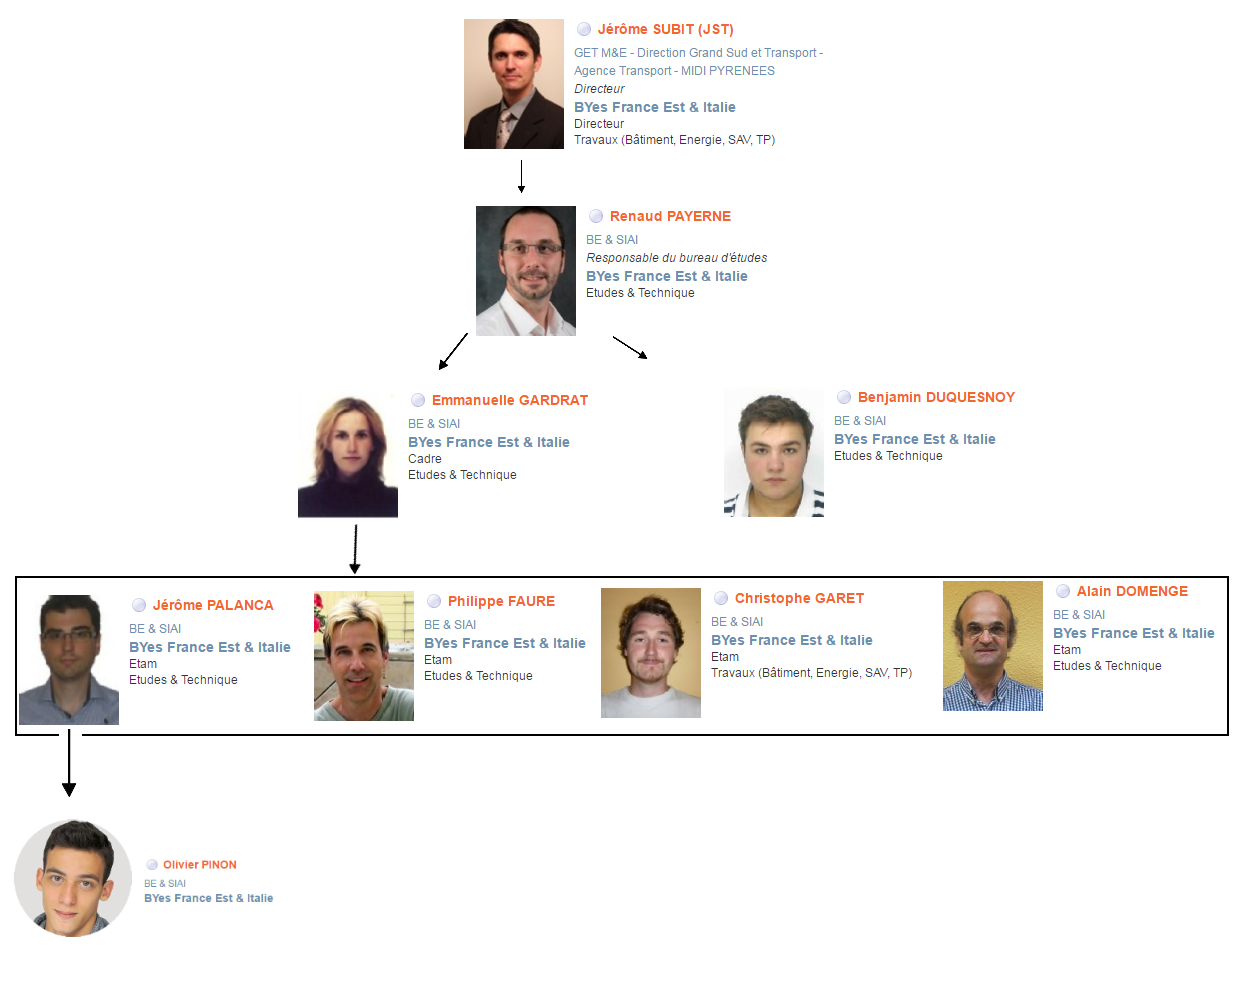 Jérôme SUBIT (JST)
GET M&E - Direction Grand Sud et Transport -
Agence Transport - MIDI PYRENEES
Directeur
BYes France Est & Italie
Directeur
Travaux (Bâtiment, Energie, SAV, TP)
Renaud PAYERNE
BE & SIAI
Responsable du bureau d'études
BYes France Est & Italie
Etudes & Technique
Emmanuelle GARDRAT
BE & SIAI
BYes France Est & Italie
Cadre
Etudes & Technique
Benjamin DUQUESNOY
BE & SIAI
BYes France Est & Italie
Etudes & Technique
Jérôme PALANCA
BE & SIAI
BYes France Est & Italie
Etam
Etudes & Technique
Philippe FAURE
BE & SIAI
BYes France Est & Italie
Etam
Etudes & Technique
Christophe GARET
BE & SIAI
BYes France Est & Italie
Etam
Travaux (Bâtiment, Energie, SAV, TP)
Alain DOMENGE
BE & SIAI
BYes France Est & Italie
Etam
Etudes & Technique
Olivier PINON
BE & SIAI
BYes France Est & Italie